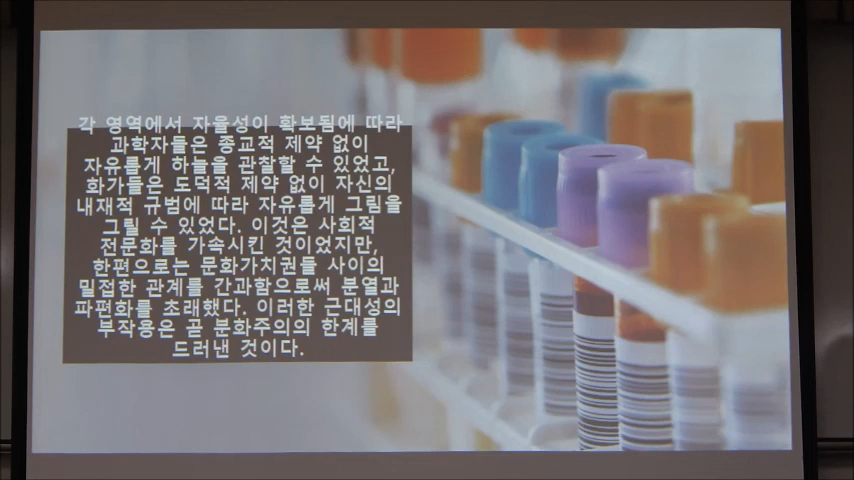 각 영역에서 자율성이 확보됨에 따라
과학자들은 종교적 제약 없이
자유롭게 하늘을 관찰할 수 있었고,
화가들은 도덕적 제약 없이 자신의
내재적 규범에 따라 자유롭게 그림을
그릴 수 있었다. 이것은 사회적
전문화를 가속시킨 것이었지만,
한편으로는 문화가치권들 사이의
밀접한 관계를 간과함으로써 분열과
파편화를 초래했다. 이러한 근대성의
부작용은 곧 분화주의의 한계를
드러낸 것이다.